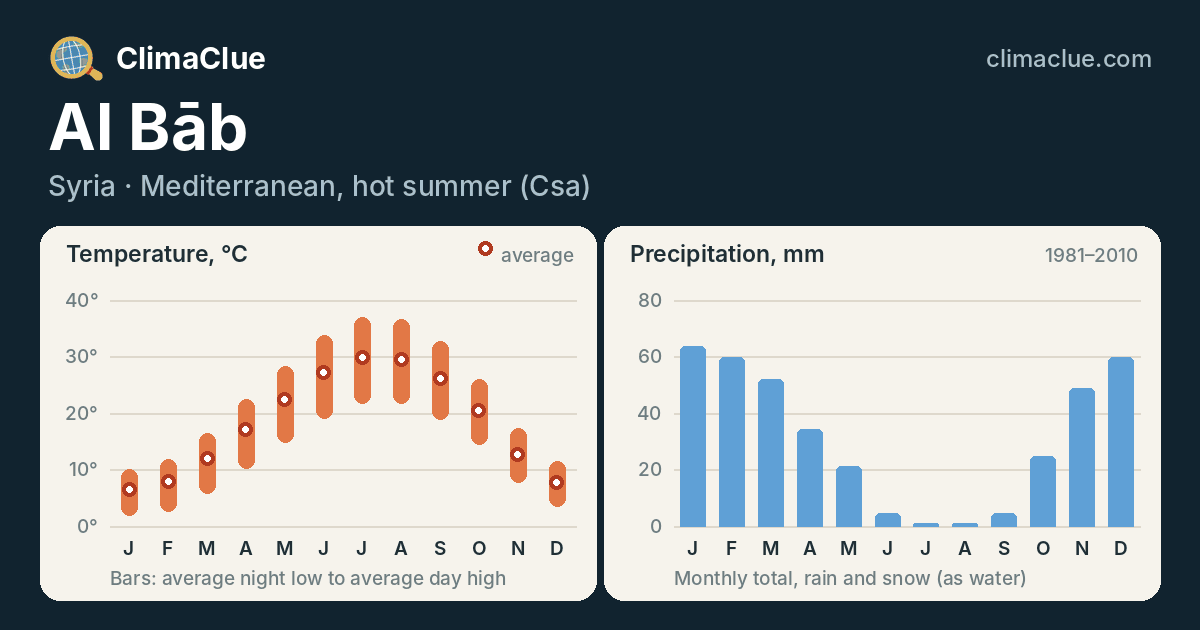 ClimaClue
climaclue.com
Al Bāb
Syria · Mediterranean, hot summer (Csa)
Temperature, °C
average
40°
30°
20°
10°
0°
J F M A M J J A S O N D
Bars: average night low to average day high
Precipitation, mm
1981–2010
80
60
40
20
0
J F M A M J J A S O N D
Monthly total, rain and snow (as water)